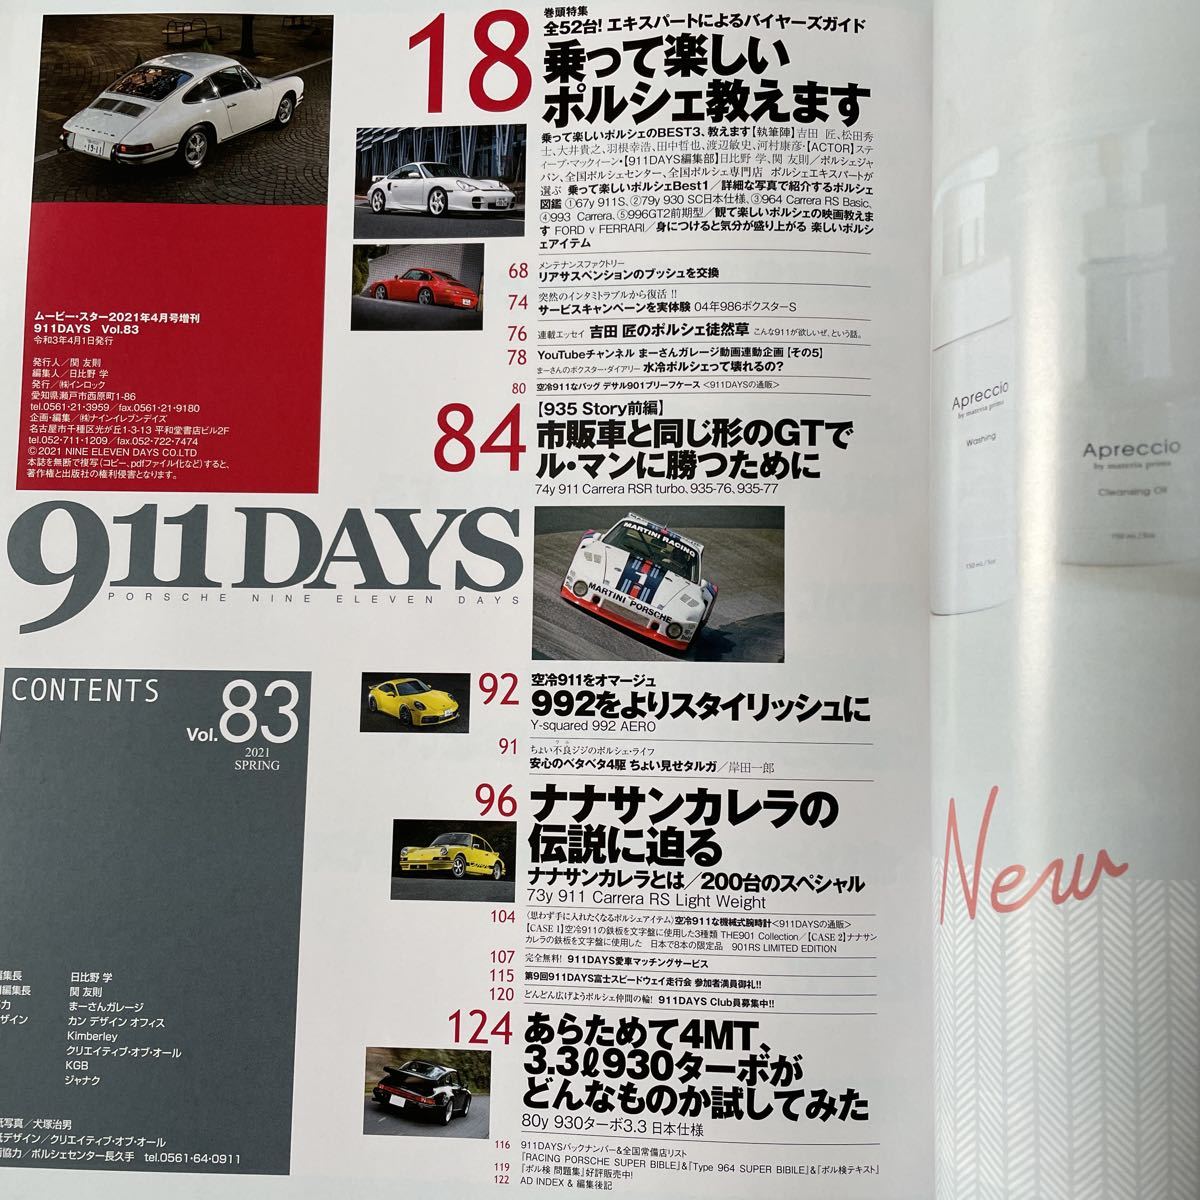 18
巻頭特集
全52台! エキスパートによるバイヤーズガイド
乗って楽しい
ポルシェ教えます
乗って楽しいポルシェのBEST3、教えます【執筆陣】吉田 匠、松田秀
士、大井貴之、羽根幸浩、田中哲也、渡辺敏史、河村康彦・【ACTOR】ステ
ィーブ・マックィーン・【911DAYS編集部】日比野 学、関 友則/ポルシェジャ
パン、全国ポルシェセンター、全国ポルシェ専門店 ポルシェエキスパートが
選ぶ 乗って楽しいポルシェBest1/詳細な写真で紹介するポルシェ
図鑑 ①67y 911S、②79y 930 SC日本仕様、③964 Carrera RS Basic、
④993 Carrera、⑤996GT2前期型/観て楽しいポルシェの映画教えま
す FORD v FERRARI/身につけると気分が盛り上がる 楽しいポルシ
ェアイテム
68 メンテナンスファクトリー
リアサスペンションのブッシュを交換
74 突然のインタミトラブルから復活!!
サービスキャンペーンを実体験 04年986ボクスターS
76 連載エッセイ 吉田 匠のポルシェ徒然草 こんな911が欲しいぜ、という話。
78 YouTubeチャンネル まーさんガレージ動画連動企画【その5】
まーさんのボクスター・ダイアリー 水冷ポルシェって壊れるの?
80 空冷911なバッグ デサル901ブリーフケース <911DAYSの通販>
84
【935 Story前編】
市販車と同じ形のGTで
ル・マンに勝つために
74y 911 Carrera RSR turbo、935-76、935-77
MARTINI RACING
1
MARTINI PORSCHE
92
空冷911をオマージュ
992をよりスタイリッシュに
Y-squared 992 AERO
91 ちょい不良ジジのポルシェ・ライフ
安心のベタベタ4駆 ちょい見せタルガ/岸田一郎
96
ナナサンカレラの
伝説に迫る
ナナサンカレラとは/200台のスペシャル
73y 911 Carrera RS Light Weight
104 〈思わず手に入れたくなるポルシェアイテム〉空冷911な機械式腕時計<911DAYSの通販>
【CASE 1】空冷911の鉄板を文字盤に使用した3種類 THE901 Collection/【CASE 2】ナナサン
カレラの鉄板を文字盤に使用した 日本で8本の限定品 901RS LIMITED EDITION
107 完全無料! 911DAYS愛車マッチングサービス
115 第9回911DAYS富士スピードウェイ走行会 参加者満員御礼!!
120 どんどん広げようポルシェ仲間の輪! 911DAYS Club員募集中!!
124
あらためて4MT、
3.3ℓ930ターボが
どんなものか試してみた
80y 930ターボ3.3 日本仕様
116 911DAYSバックナンバー&全国常備店リスト
『RACING PORSCHE SUPER BIBLE』&『Type 964 SUPER BIBILE』&『ポル検テキスト』
119 『ポル検 問題集』好評販売中!
122 AD INDEX & 編集後記
ムービー・スター2021年4月号増刊
911DAYS Vol.83
令和3年4月1日発行
発行人/関 友則
編集人/日比野 学
発行/㈱インロック
愛知県瀬戸市西原町1-86
tel.0561・21・3959/fax.0561・21・9180
企画・編集/㈱ナインイレブンデイズ
名古屋市千種区光が丘1-3-13 平和堂書店ビル2F
tel.052・711・1209/fax.052・722・7474
©2021 NINE ELEVEN DAYS CO.LTD
本誌を無断で複写(コピー、pdfファイル化など)すると、
著作権と出版社の権利侵害となります。
911DAYS
PORSCHE NINE ELEVEN DAYS
CONTENTS
Vol.83
2021
SPRING
編集長 日比野 学
編集長 関 友則
力 まーさんガレージ
ザイン カン デザイン オフィス
Kimberley
クリエイティブ・オブ・オール
KGB
ジャナク
写真/犬塚治男
デザイン/クリエイティブ・オブ・オール
協力/ポルシェセンター長久手 tel.0561・64・0911
Apreccio
by materia prima
Washing
150 mL/5oz
Apreccio
by materia prima
Cleansing Oil
150 mL/5oz
New